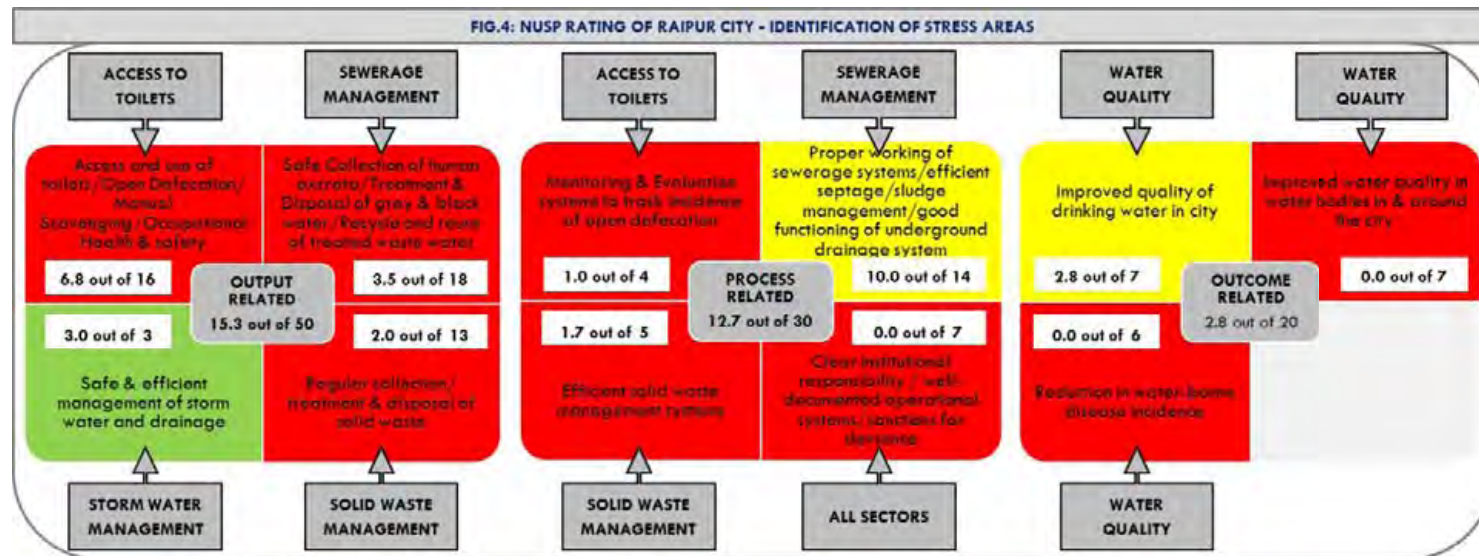 FIG.4: NUSP RATING OF RAIPUR CITY - IDENTIFICATION OF STRESS AREAS
ACCESS TO
TOILETS
SEWERAGE
MANAGEMENT
ACCESS TO
TOILETS
SEWERAGE
MANAGEMENT
WATER
QUALITY
WATER
QUALITY
Access and use of
toilets/Open Defacation/
Manual
Scavenging/Occupational
Health & safety
6.8 out of 16
Safe Collection of human
excreta/Treatment &
Disposal of grey & black
water/Recycle and reuse
of treated waste water
3.5 out of 18
OUTPUT
RELATED
15.3 out of 50
3.0 out of 3
Safe & efficient
management of storm
water and drainage
2.0 out of 13
Regular collection/
treatment & disposal of
solid waste
Monitoring & Evaluation
systems to track incidence
of open defacation
1.0 out of 4
Proper working of
sewerage systems/efficient
septage/sludge
management/good
functioning of underground
drainage system
10.0 out of 14
PROCESS
RELATED
12.7 out of 30
1.7 out of 5
Efficient solid waste
management systems
0.0 out of 7
Clear institutional
responsibility / well-
documented operational
systems/sanctions for
deviance
Improved quality of
drinking water in city
2.8 out of 7
Improved water quality in
water bodies in & around
the city
0.0 out of 7
OUTCOME
RELATED
2.8 out of 20
0.0 out of 6
Reduction in water-borne
disease incidence
STORM WATER
MANAGEMENT
SOLID WASTE
MANAGEMENT
SOLID WASTE
MANAGEMENT
ALL SECTORS
WATER
QUALITY